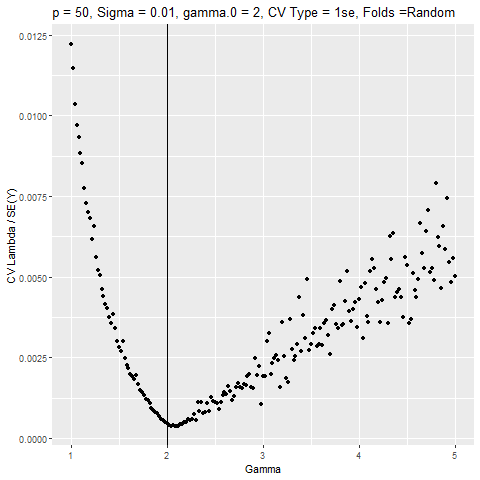 p = 50, Sigma = 0.01, gamma.0 = 2, CV Type = 1se, Folds =Random
0.0125
0.0100
0.0075
0.0050
0.0025
0.0000
CV Lambda / SE(Y)
1 2 3 4 5
Gamma